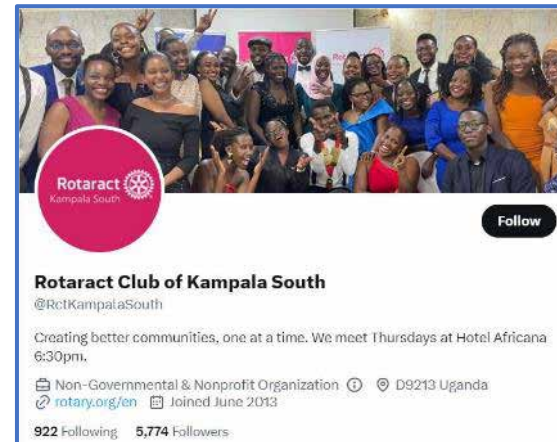 Rotaract
Rotaract
Kampala South
Follow
Rotaract Club of Kampala South
@RctKampalaSouth
Creating better communities, one at a time. We meet Thursdays at Hotel Africana
6:30pm.
Non-Governmental & Nonprofit Organization D9213 Uganda
rotary.org/en Joined June 2013
922 Following 5,774 Followers